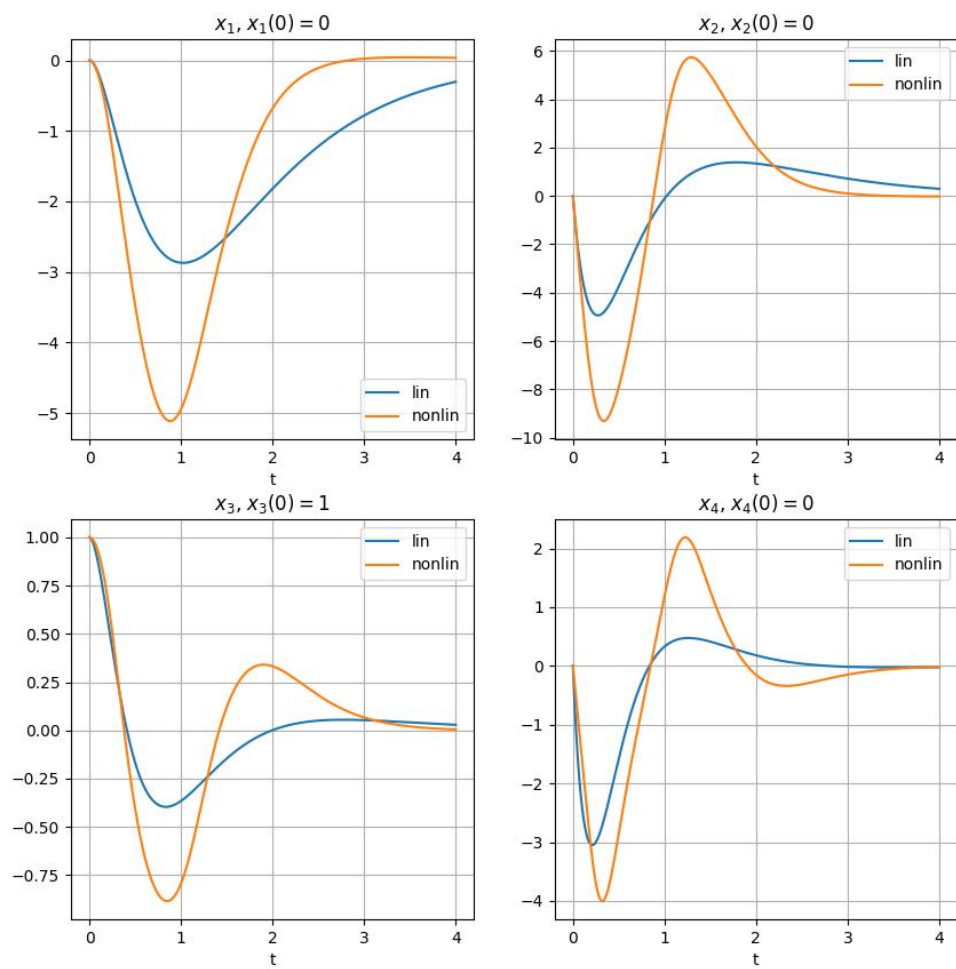 x₁, x₁(0) = 0
0
−1
−2
−3
−4
−5
lin
nonlin
0 1 2 3 4
t
x₂, x₂(0) = 0
6
4
2
0
−2
−4
−6
−8
−10
lin
nonlin
0 1 2 3 4
t
x₃, x₃(0) = 1
1.00
0.75
0.50
0.25
0.00
−0.25
−0.50
−0.75
lin
nonlin
0 1 2 3 4
t
x₄, x₄(0) = 0
2
1
0
−1
−2
−3
−4
lin
nonlin
0 1 2 3 4
t